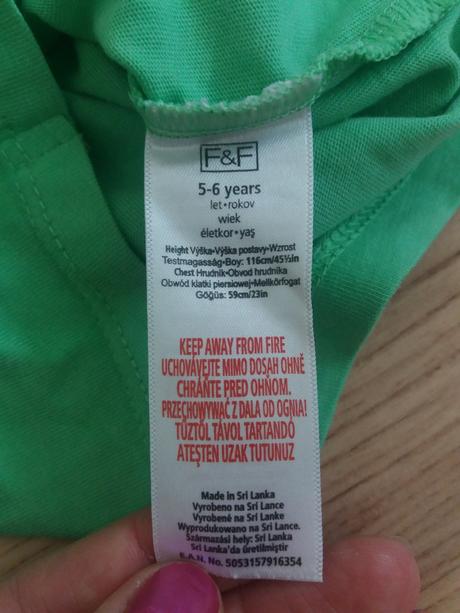 F&F
5-6 years
let•rokov
wiek
életkor•yaş
Height Výška•Výška postavy•Wzrost
Testmagasság•Boy: 116cm/45½in
Chest Hrudník•Obvod hrudníka
Obwód klatki piersiowej•Mellkörfogat
Göğüs: 59cm/23in
KEEP AWAY FROM FIRE
UCHOVÁVEJTE MIMO DOSAH OHNĚ
CHRÁŇTE PRED OHŇOM.
PRZECHOWYWAĆ Z DALA OD OGNIA!
TŰZTŐL TÁVOL TARTANDÓ
ATEŞTEN UZAK TUTUNUZ
Made in Sri Lanka
Vyrobeno na Srí Lance
Vyrobené na Srí Lanke
Wyprodukowano na Sri Lance.
Származási hely: Srí Lanka
Sri Lanka'da üretilmiştir
E.A.N. No. 5053157916354